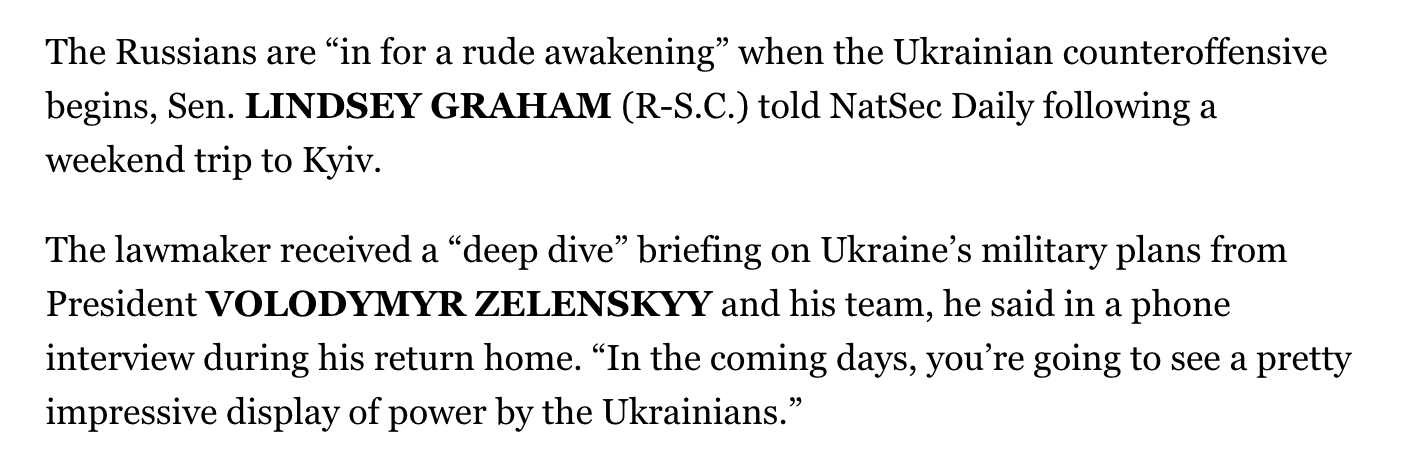 The Russians are “in for a rude awakening” when the Ukrainian counteroffensive
begins, Sen. LINDSEY GRAHAM (R-S.C.) told NatSec Daily following a
weekend trip to Kyiv.
The lawmaker received a “deep dive” briefing on Ukraine’s military plans from
President VOLODYMYR ZELENSKYY and his team, he said in a phone
interview during his return home. “In the coming days, you’re going to see a pretty
impressive display of power by the Ukrainians.”